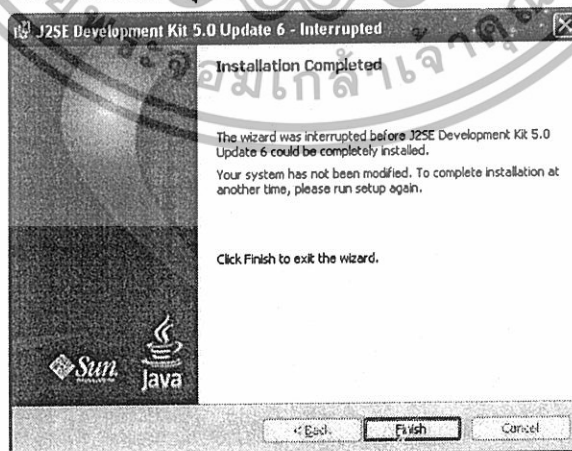 J2SE Development Kit 5.0 Update 6 - Interrupted
Installation Completed
The wizard was interrupted before J2SE Development Kit 5.0
Update 6 could be completely installed.
Your system has not been modified. To complete installation at
another time, please run setup again.
Click Finish to exit the wizard.
Sun
Java
< Back
Finish
Cancel